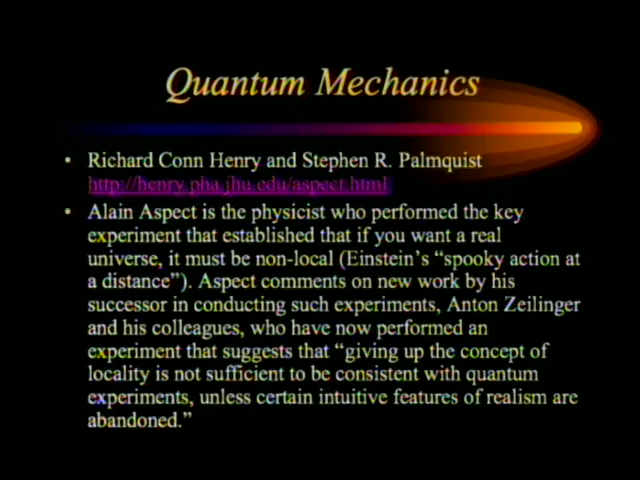 Quantum Mechanics
• Richard Conn Henry and Stephen R. Palmquist
http://henry.pha.jhu.edu/aspect.html
• Alain Aspect is the physicist who performed the key
experiment that established that if you want a real
universe, it must be non-local (Einstein's “spooky action at
a distance”). Aspect comments on new work by his
successor in conducting such experiments, Anton Zeilinger
and his colleagues, who have now performed an
experiment that suggests that “giving up the concept of
locality is not sufficient to be consistent with quantum
experiments, unless certain intuitive features of realism are
abandoned.”